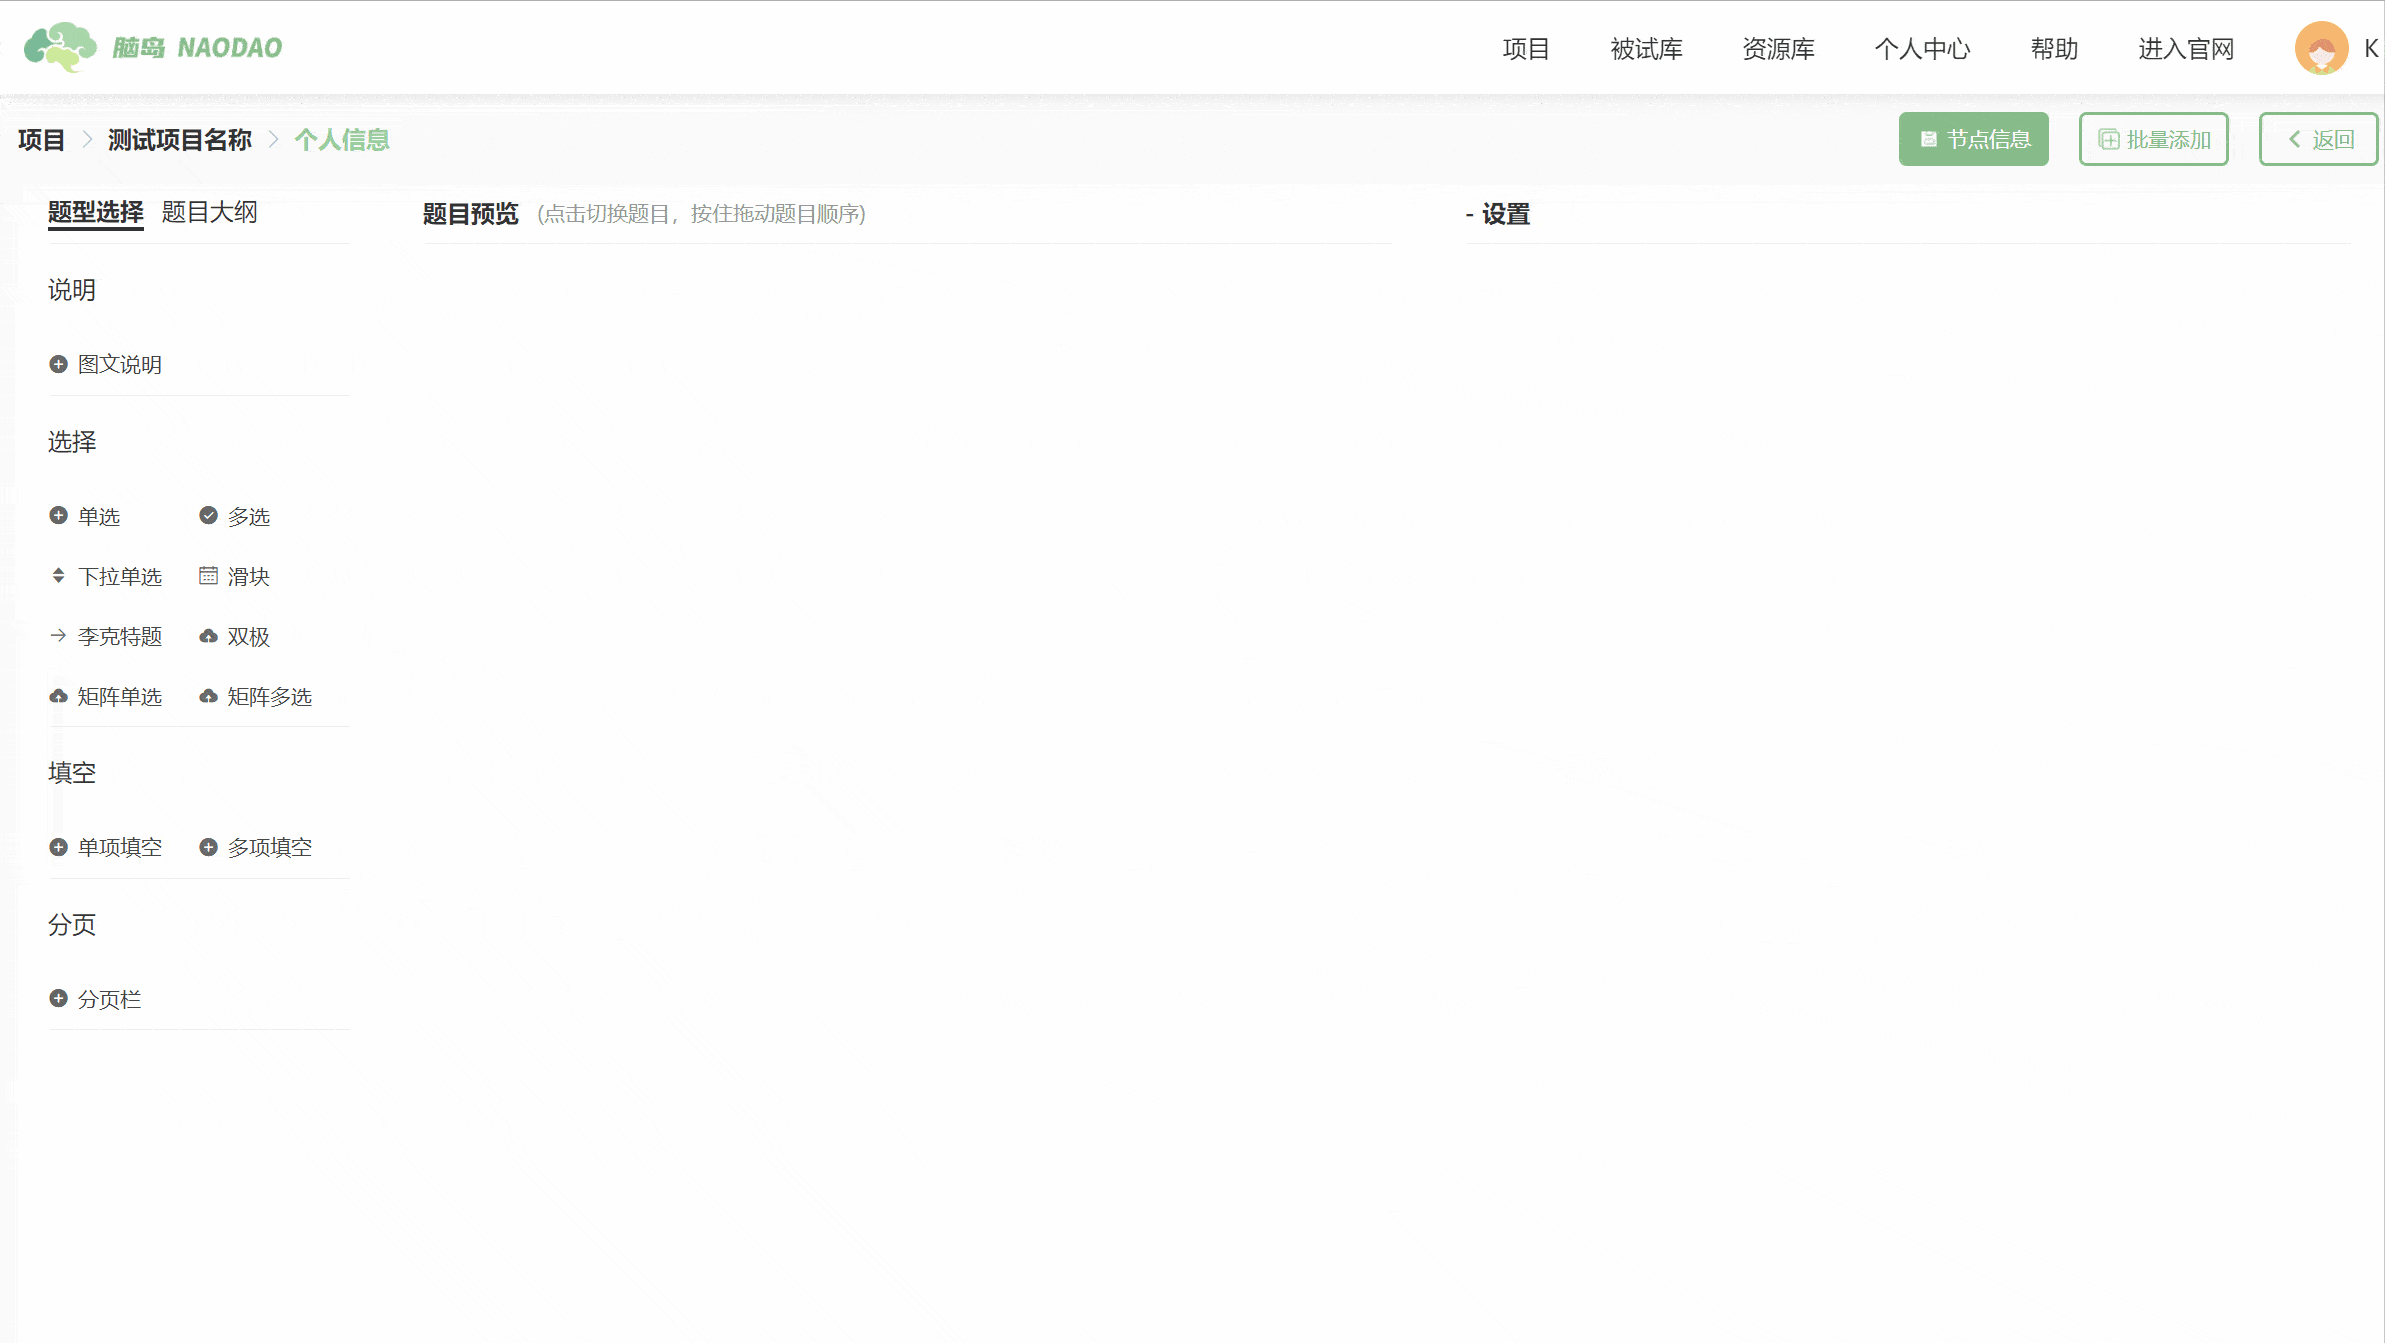 脑岛 NAODAO
项目 被试库 资源库 个人中心 帮助 进入官网 K
项目 > 测试项目名称 > 个人信息
节点信息 批量添加 < 返回
题型选择 题目大纲
题目预览 (点击切换题目，按住拖动题目顺序)
- 设置
说明
图文说明
选择
单选 多选
下拉单选 滑块
李克特题 双极
矩阵单选 矩阵多选
填空
单项填空 多项填空
分页
分页栏